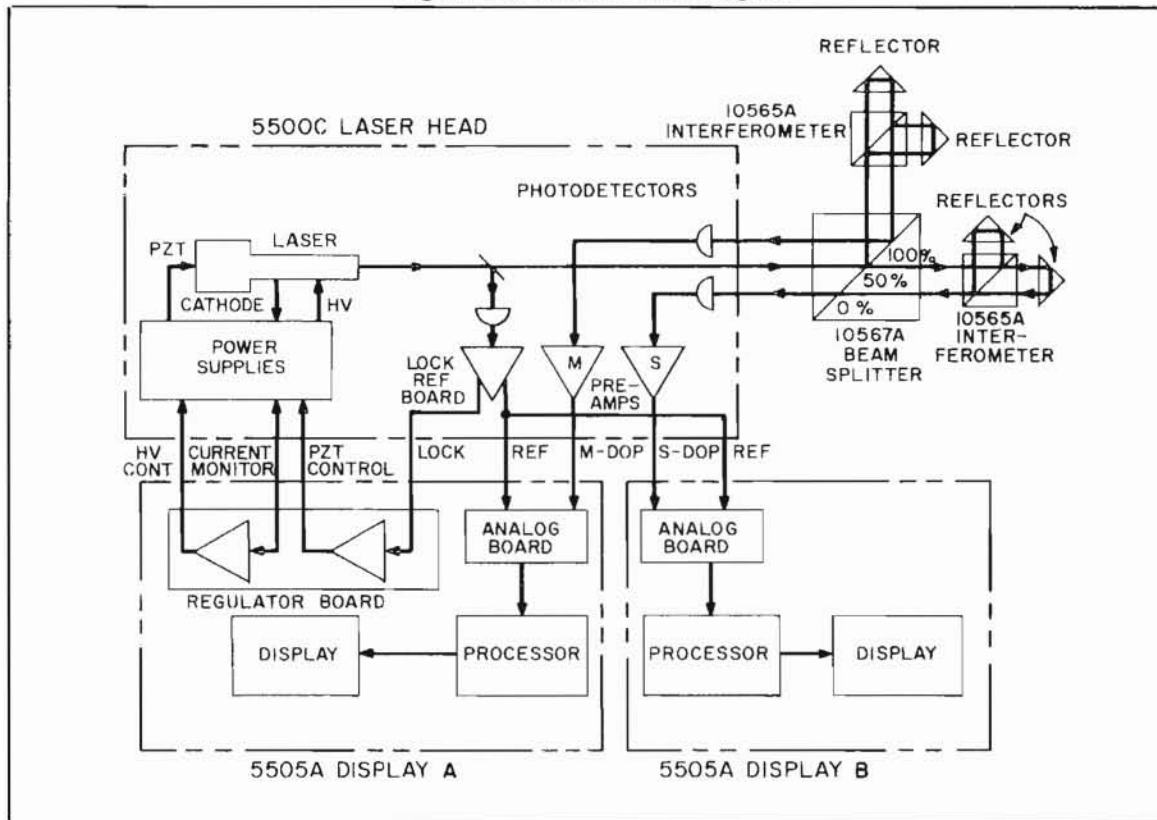 REFLECTOR
10565A
INTERFEROMETER
REFLECTOR
5500C LASER HEAD
PHOTODETECTORS
REFLECTORS
PZT
LASER
CATHODE
HV
100%
50%
0%
10567A
BEAM
SPLITTER
10565A
INTER-
FEROMETER
POWER
SUPPLIES
LOCK
REF
BOARD
M
S
PRE-
AMPS
HV
CONT
CURRENT
MONITOR
PZT
CONTROL
LOCK
REF
M-DOP
S-DOP
REF
ANALOG
BOARD
ANALOG
BOARD
REGULATOR BOARD
DISPLAY
PROCESSOR
PROCESSOR
DISPLAY
5505A DISPLAY A
5505A DISPLAY B